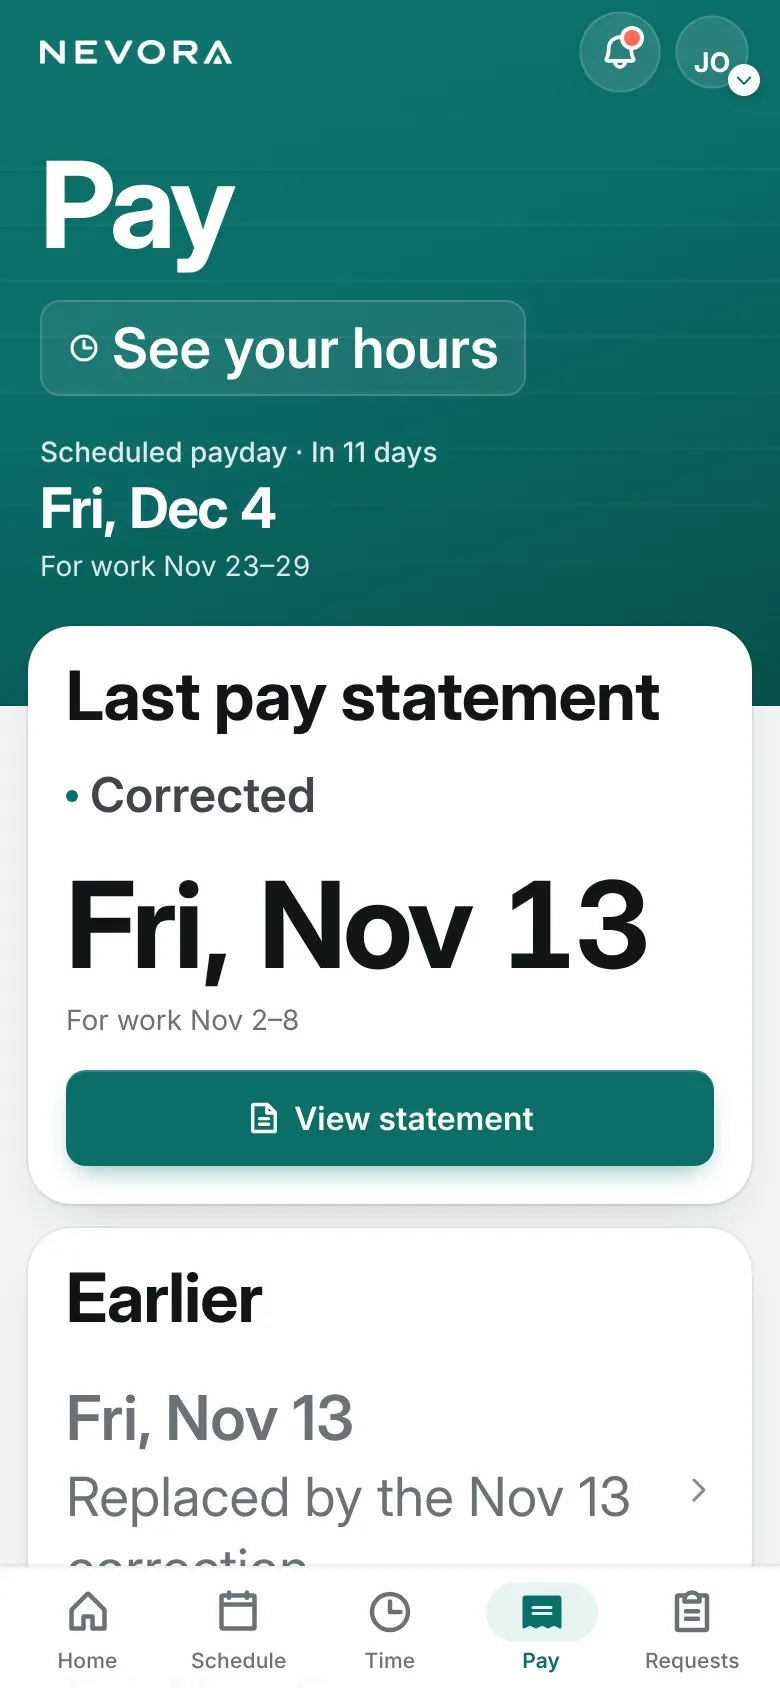 NEVORA
JO
Pay
See your hours
Scheduled payday · In 11 days
Fri, Dec 4
For work Nov 23–29
Last pay statement
• Corrected
Fri, Nov 13
For work Nov 2–8
View statement
Earlier
Fri, Nov 13
Replaced by the Nov 13
correction
Home
Schedule
Time
Pay
Requests